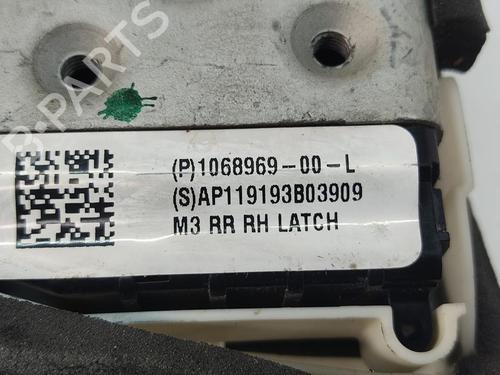 B-PARTS
(P)1068969-00-L
(S)AP119193B03909
M3 RR RH LATCH